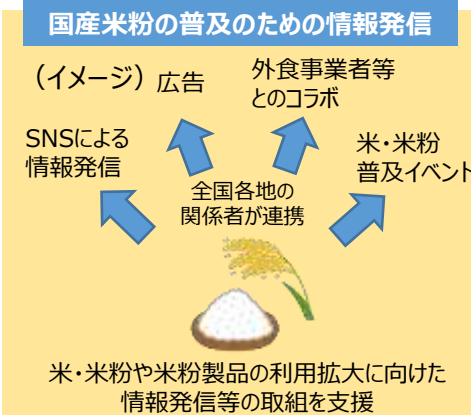 国産米粉の普及のための情報発信
（イメージ）広告
外食事業者等
とのコラボ
SNSによる
情報発信
米・米粉
普及イベント
全国各地の
関係者が連携
米・米粉や米粉製品の利用拡大に向けた
情報発信等の取組を支援